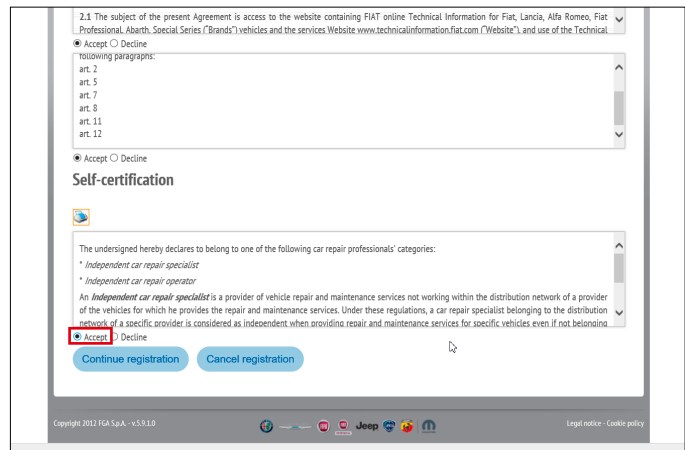 2.1 The subject of the present Agreement is access to the website containing FIAT online Technical Information for Fiat, Lancia, Alfa Romeo, Fiat
Professional, Abarth, Special Series ("Brands") vehicles and the services Website www.technicalinformation.fiat.com ("Website"), and use of the Technical
Accept Decline
following paragraphs:
art. 2
art. 5
art. 7
art. 8
art. 11
art. 12
Accept Decline
Self-certification
The undersigned hereby declares to belong to one of the following car repair professionals' categories:
* Independent car repair specialist
* Independent car repair operator
An Independent car repair specialist is a provider of vehicle repair and maintenance services not working within the distribution network of a provider
of the vehicles for which he provides the repair and maintenance services. Under these regulations, a car repair specialist belonging to the distribution
network of a specific provider is considered as independent when providing repair and maintenance services for specific vehicles even if not belonging
Accept Decline
Continue registration Cancel registration
Copyright 2012 FGA S.p.A. - v.5.9.1.0 Jeep Legal notice - Cookie policy